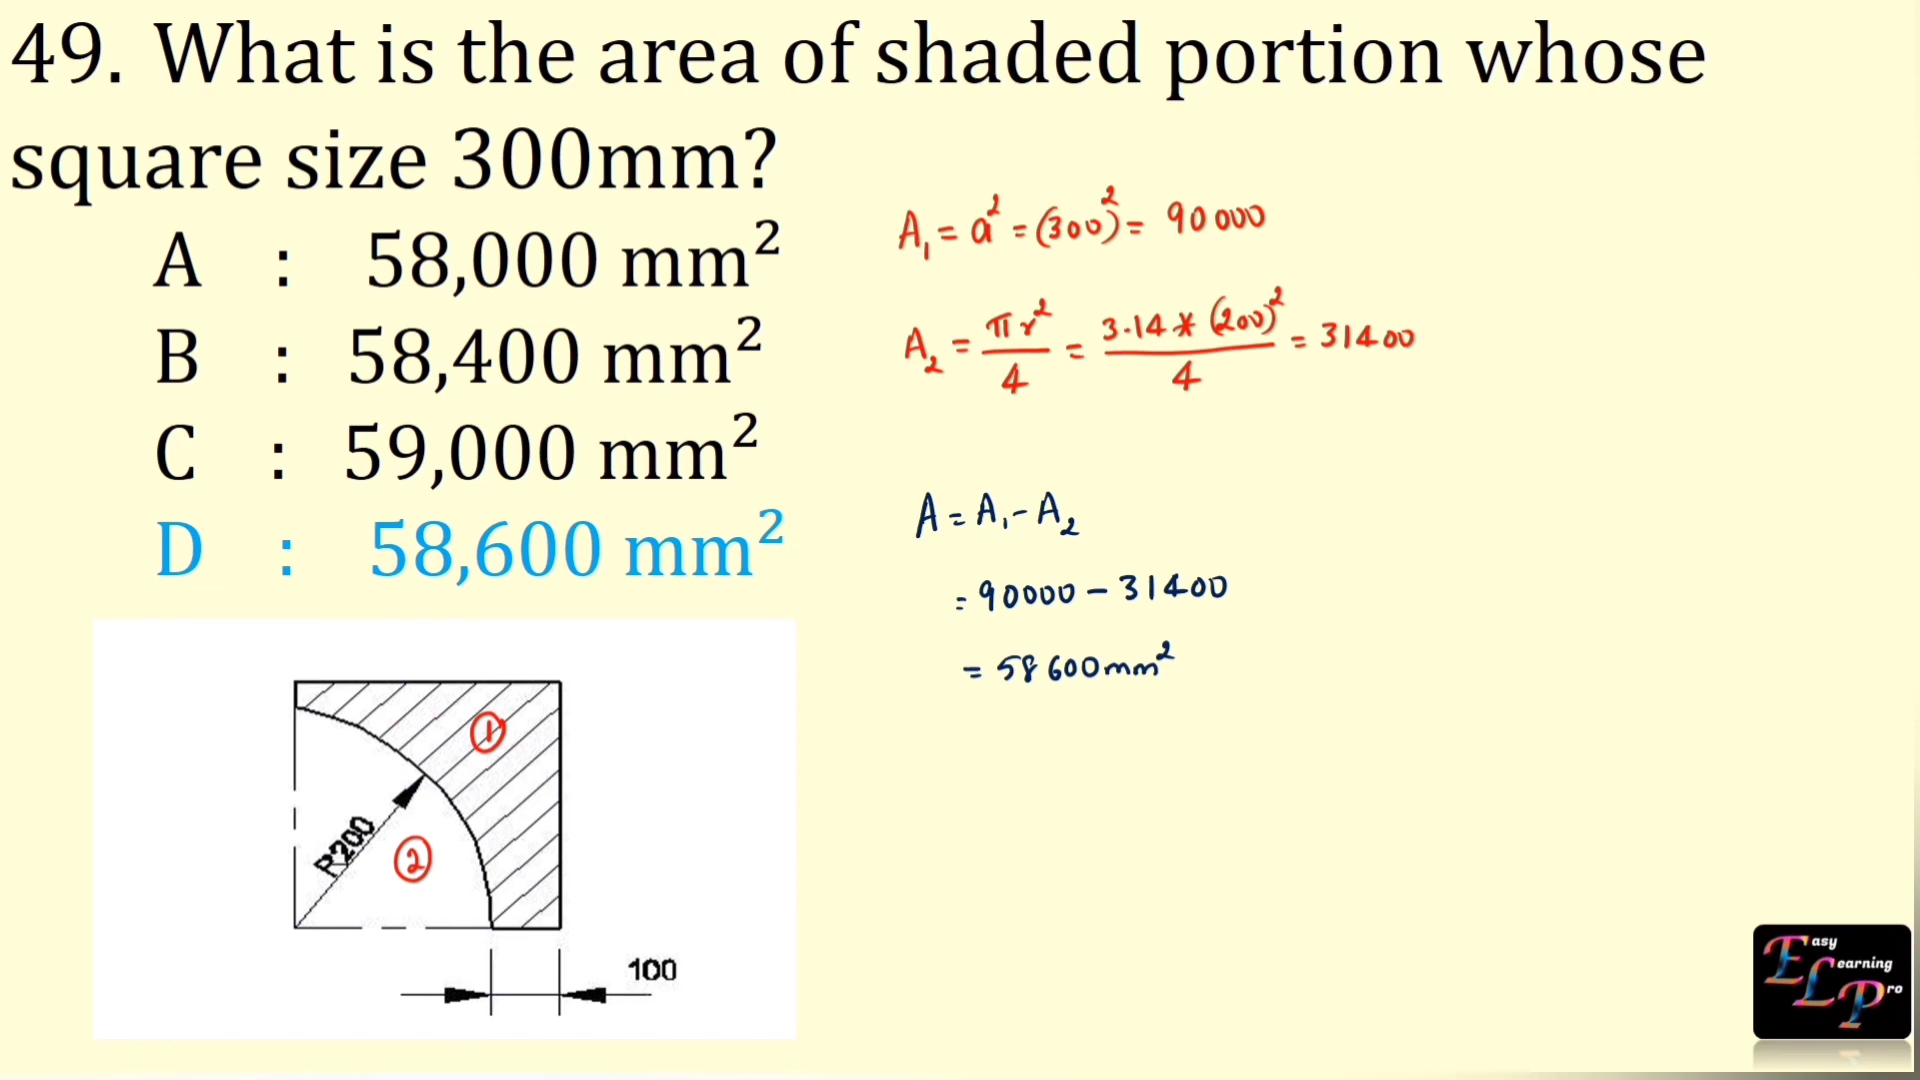 49. What is the area of shaded portion whose
square size 300mm?
A : 58,000 mm²
B : 58,400 mm²
C : 59,000 mm²
D : 58,600 mm²
A₁ = a² = (300)² = 90000
A₂ = πr²/4 = 3.14*(200)²/4 = 31400
A = A₁ - A₂
= 90000 - 31400
= 58600mm²
①
②
R200
100
Easy
Learning
Pro